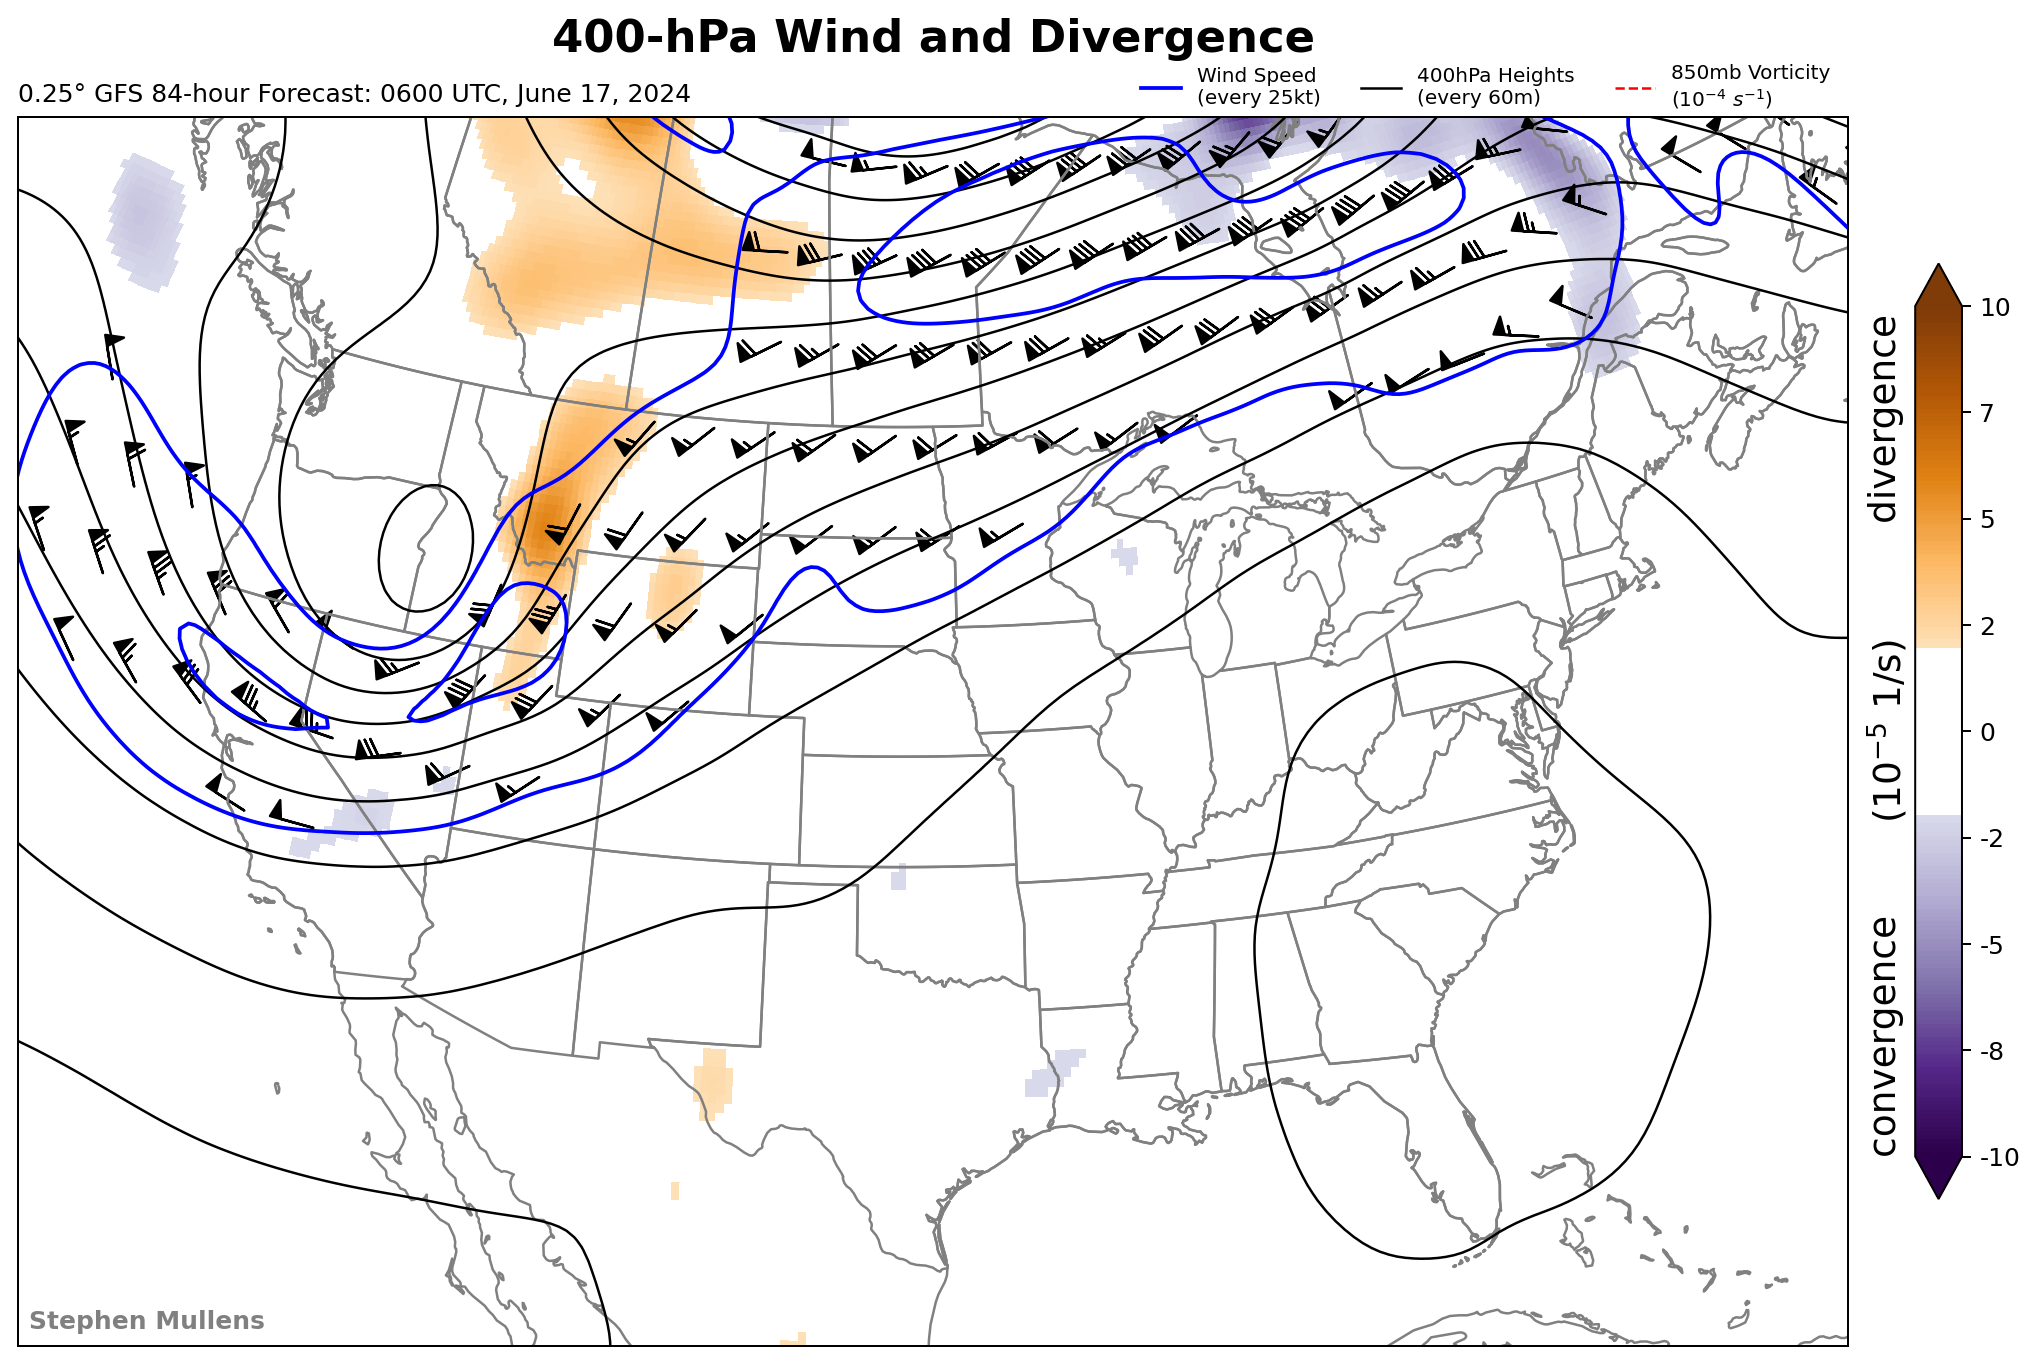 400-hPa Wind and Divergence
0.25° GFS 84-hour Forecast: 0600 UTC, June 17, 2024
Wind Speed
(every 25kt)
400hPa Heights
(every 60m)
850mb Vorticity
(10⁻⁴ s⁻¹)
10
7
5
2
0
-2
-5
-8
-10
convergence (10⁻⁵ 1/s) divergence
Stephen Mullens